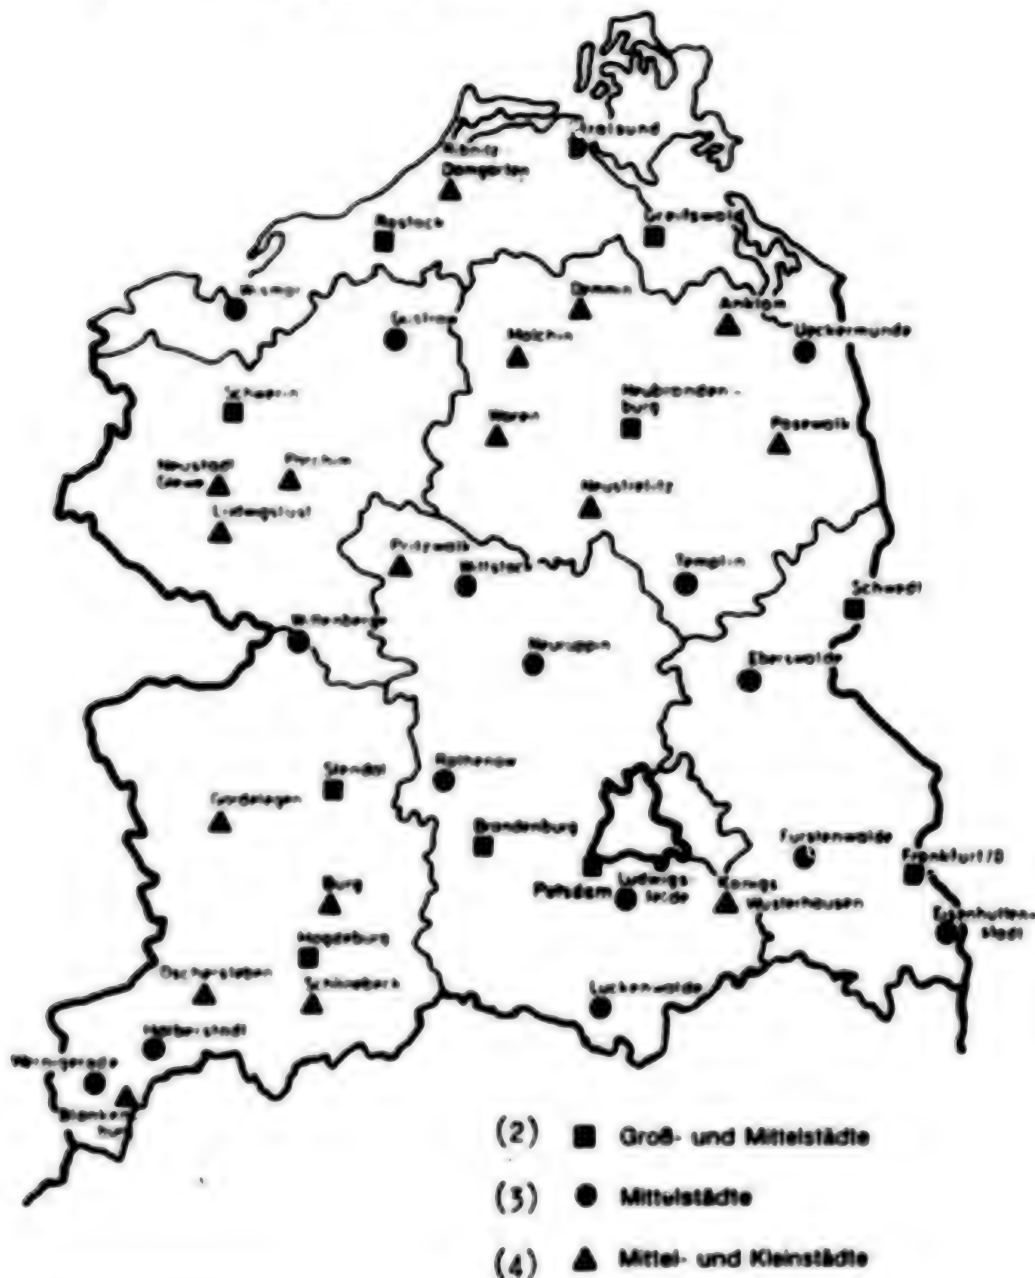 Stralsund
Ribnitz-
Damgarten
Rostock
Greifswald
Wismar
Güstrow
Demmin
Anklam
Malchin
Ueckermünde
Schwerin
Neubranden-
burg
Waren
Pasewalk
Neustadt
Glewe
Parchim
Neustrelitz
Ludwigslust
Pritzwalk
Wittstock
Templin
Schwedt
Wittenberge
Neuruppin
Eberswalde
Stendal
Rathenow
Gardelegen
Brandenburg
Fürstenwalde
Frankfurt/O
Burg
Potsdam
Ludwigs-
felde
Königs
Wusterhausen
Eisenhütten-
stadt
Magdeburg
Oschersleben
Schönebeck
Luckenwalde
Halberstadt
Wernigerode
Blanken-
burg
(2) Groß- und Mittelstädte
(3) Mittelstädte
(4) Mittel- und Kleinstädte